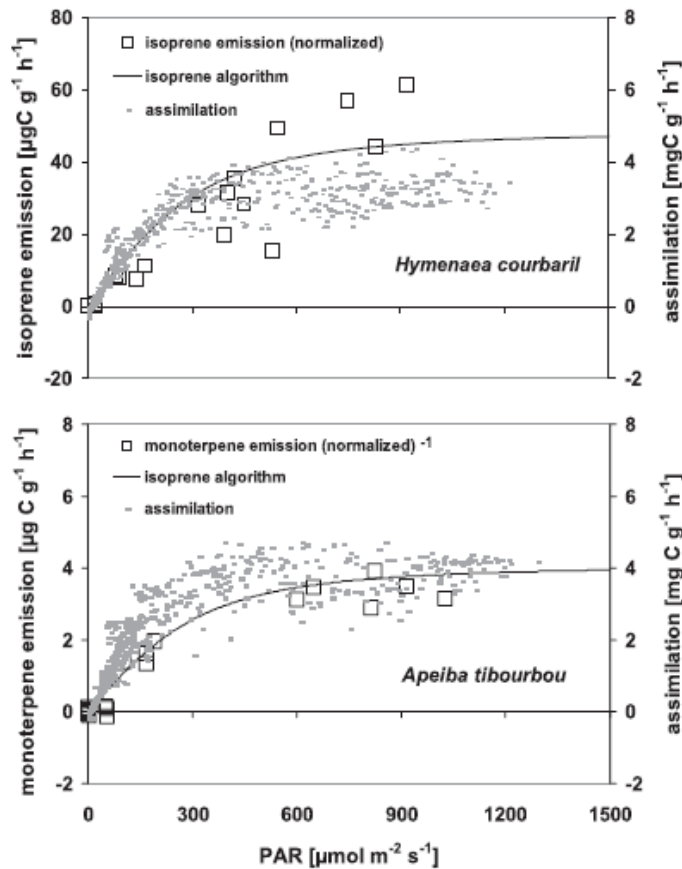 80
60
40
20
0
-20
isoprene emission [µgC g⁻¹ h⁻¹]
isoprene emission (normalized)
isoprene algorithm
assimilation
Hymenaea courbaril
8
6
4
2
0
-2
assimilation [mgC g⁻¹ h⁻¹]
8
6
4
2
0
-2
monoterpene emission [µg C g⁻¹ h⁻¹]
monoterpene emission (normalized) ⁻¹
isoprene algorithm
assimilation
Apeiba tibourbou
8
6
4
2
0
-2
assimilation [mg C g⁻¹ h⁻¹]
0 300 600 900 1200 1500
PAR [µmol m⁻² s⁻¹]